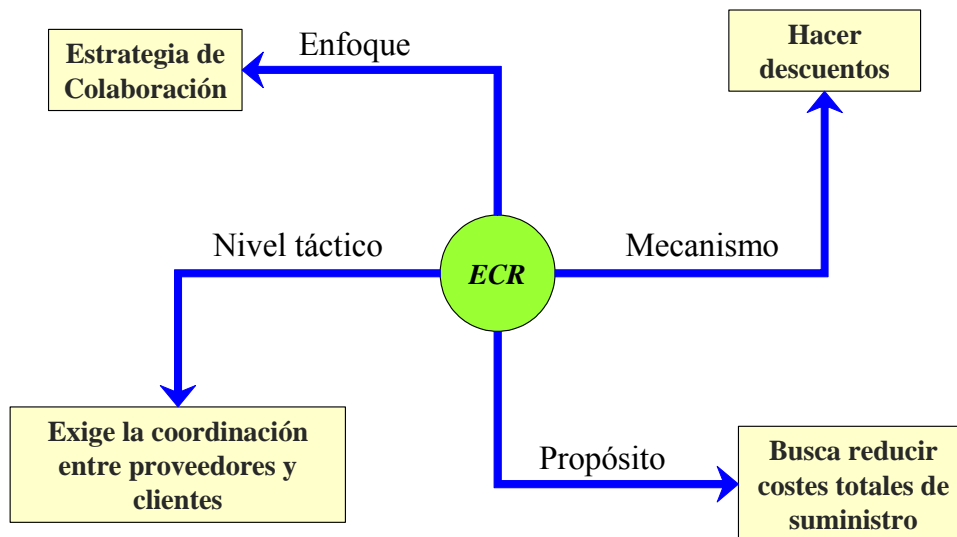 Estrategia de
Colaboración
Enfoque
Hacer
descuentos
Nivel táctico
ECR
Mecanismo
Exige la coordinación
entre proveedores y
clientes
Propósito
Busca reducir
costes totales de
suministro